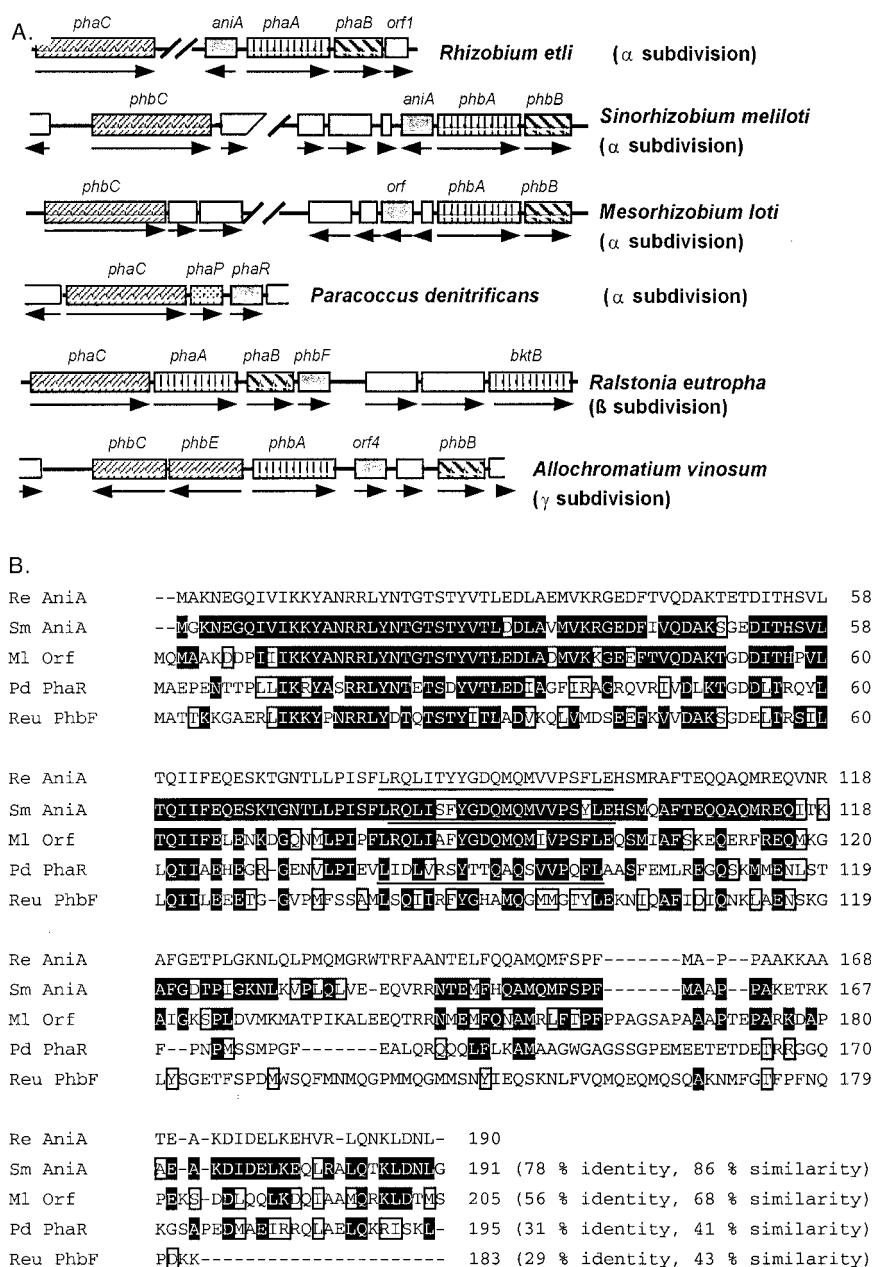 A.
phaC aniA phaA phaB orf1
Rhizobium etli (α subdivision)
phbC aniA phbA phbB
Sinorhizobium meliloti
(α subdivision)
phbC orf phbA phbB
Mesorhizobium loti
(α subdivision)
phaC phaP phaR
Paracoccus denitrificans (α subdivision)
phaC phaA phaB phbF bktB
Ralstonia eutropha
(ß subdivision)
phbC phbE phbA orf4 phbB
Allochromatium vinosum
(γ subdivision)
B.
Re AniA --MAKNEGQIVIKKYANRRLYNTGTSTYVTLEDLAEMVKRGEDFTVQDAKTETDITHSVL 58
Sm AniA --MGKNEGQIVIKKYANRRLYNTGTSTYVTLDDLAVMVKRGEDFIVQDAKSGEDITHSVL 58
Ml Orf MQMAAKDDPIIIKKYANRRLYNTGTSTYVTLEDLADMVKKGEEFTVQDAKTGDDITHPVL 60
Pd PhaR MAEPENTTPLLIKRYASRRLYNTETSDYVTLEDIAGFIRAGRQVRIVDLKTGDDLTRQYL 60
Reu PhbF MATTKKGAERLIKKYPNRRLYDTQTSTYITLADVKQLVMDSEEFKVVDAKSGDELTRSIL 60
Re AniA TQIIFEQESKTGNTLLPISFLRQLITYYGDQMQMVVPSFLEHSMRAFTEQQAQMREQVNR 118
Sm AniA TQIIFEQESKTGNTLLPISFLRQLISFYGDQMQMVVPSYLEHSMQAFTEQQAQMREQITK 118
Ml Orf TQIIFELENKDGQNMLPIPFLRQLIAFYGDQMQMIVPSFLEQSMIAFSKEQERFREQMKG 120
Pd PhaR LQIIAEHEGR-GENVLPIEVLIDLVRSYTTQAQSVVPQFLAASFEMLREGQSKMMENLST 119
Reu PhbF LQIILEEETG-GVPMFSSAMLSQIIRFYGHAMQGMMGTYLEKNIQAFIDIQNKLAENSKG 119
Re AniA AFGETPLGKNLQLPMQMGRWTRFAANTELFQQAMQMFSPF-------MA-P-PAAKKAA 168
Sm AniA AFGDTPIGKNLKVPLQLVE-EQVRRNTEMFHQAMQMFSPF-------MAAP-PAKETRK 167
Ml Orf AIGKSPLDVMKMATPIKALEEQTRRNMEMFQNAMRLFTPFPPAGSAPAAAPTEPARKDAP 180
Pd PhaR F--PNPMSSMPGF------EALQRQQQLFLKAMAAGWGAGSSGPEMEETETDETRRGGQ 170
Reu PhbF LYSGETFSPDMWSQFMNMQGPMMQGMMSNYIEQSKNLFVQMQEQMQSQAKNMFGTFPFNQ 179
Re AniA TEA-A-KDIDELKEHVR-LQNKLDNL- 190
Sm AniA AE-A-KDIDELKEQLRALQTKLDNLG 191 (78 % identity, 86 % similarity)
Ml Orf PEKS-DDLQQLKDQIAAMQRKLDTMS 205 (56 % identity, 68 % similarity)
Pd PhaR KGSAPEDMAEIRRQLAELQKRISKL- 195 (31 % identity, 41 % similarity)
Reu PhbF PDKK---------------------- 183 (29 % identity, 43 % similarity)